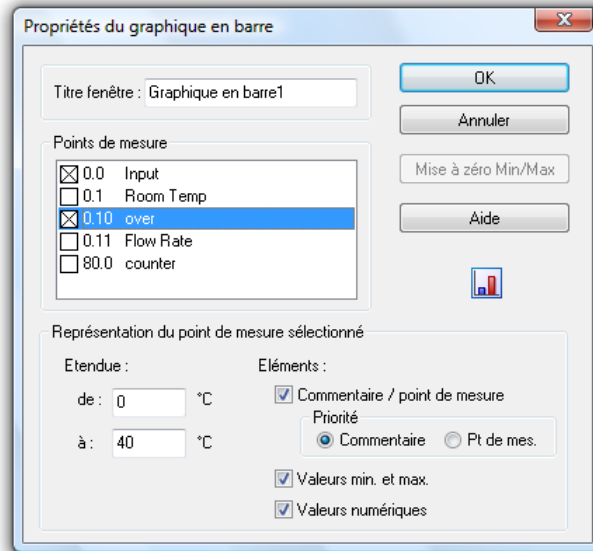 Propriétés du graphique en barre
Titre fenêtre : Graphique en barre1
OK
Annuler
Mise à zéro Min/Max
Aide
Points de mesure
0.0 Input
0.1 Room Temp
0.10 over
0.11 Flow Rate
80.0 counter
Représentation du point de mesure sélectionné
Etendue :
de : 0 °C
à : 40 °C
Eléments :
Commentaire / point de mesure
Priorité
Commentaire Pt de mes.
Valeurs min. et max.
Valeurs numériques